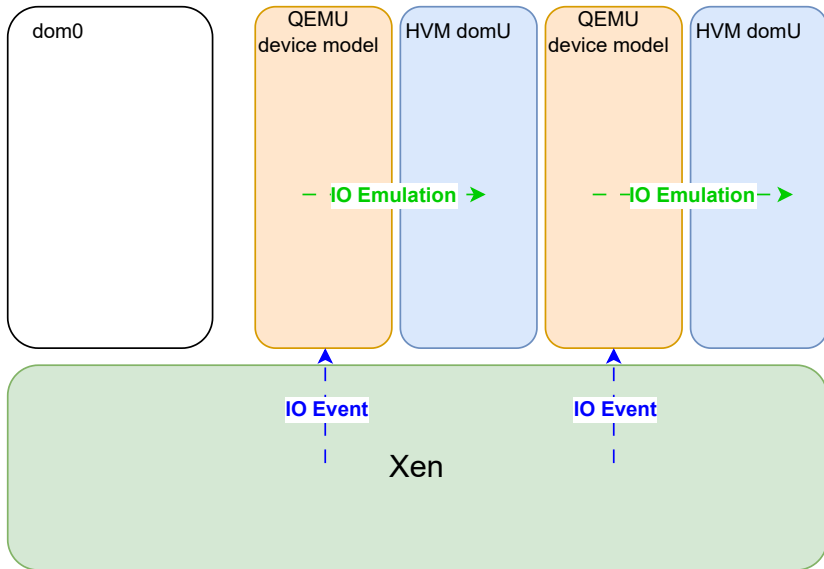 dom0
QEMU
device model
HVM domU
QEMU
device model
HVM domU
IO Emulation
IO Emulation
IO Event
IO Event
Xen